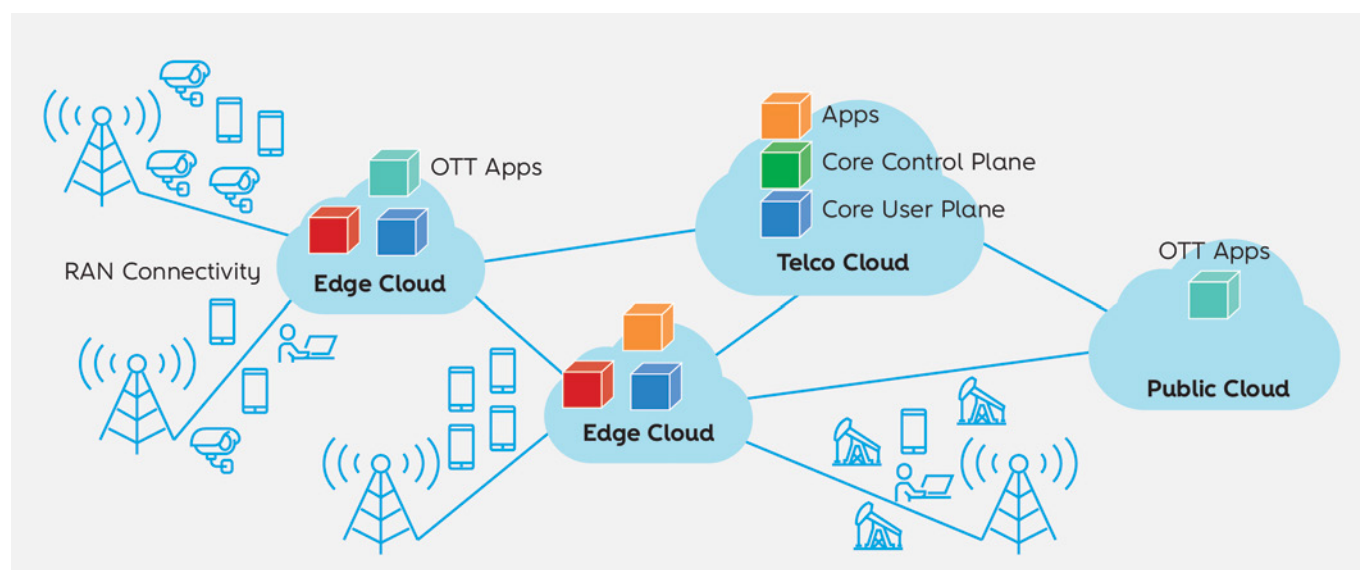 OTT Apps
RAN Connectivity
Edge Cloud
Apps
Core Control Plane
Core User Plane
Telco Cloud
OTT Apps
Public Cloud
Edge Cloud